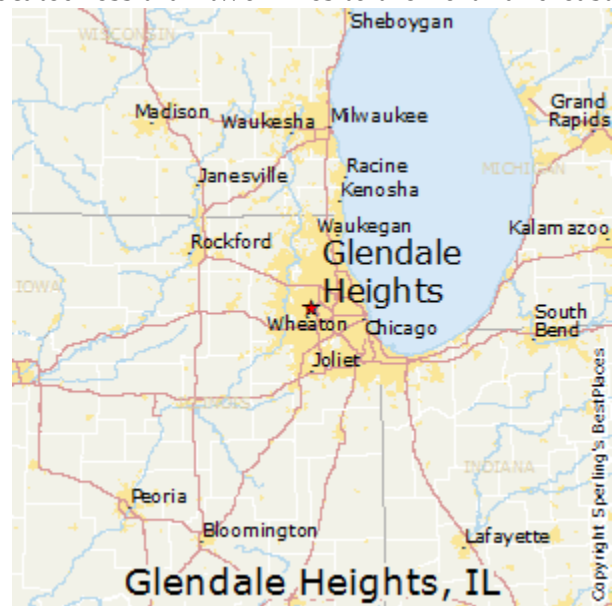 Sheboygan
WISCONSIN
Madison
Waukesha
Milwaukee
Grand
Rapids
Racine
MICHIGAN
Janesville
Kenosha
Waukegan
Kalamazoo
Rockford
Glendale
Heights
IOWA
South
Bend
Wheaton
Chicago
Joliet
ILLINOIS
INDIANA
Peoria
Bloomington
Lafayette
Glendale Heights, IL
Copyright Sperling's BestPlaces